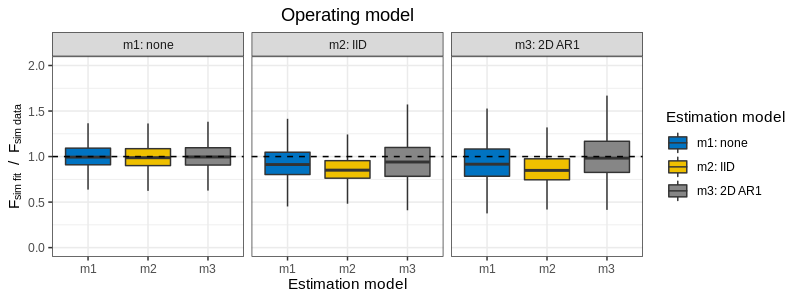 Operating model
m1: none
m2: IID
m3: 2D AR1
F sim fit / F sim data
2.0
1.5
1.0
0.5
0.0
m1 m2 m3
m1 m2 m3
m1 m2 m3
Estimation model
Estimation model
m1: none
m2: IID
m3: 2D AR1